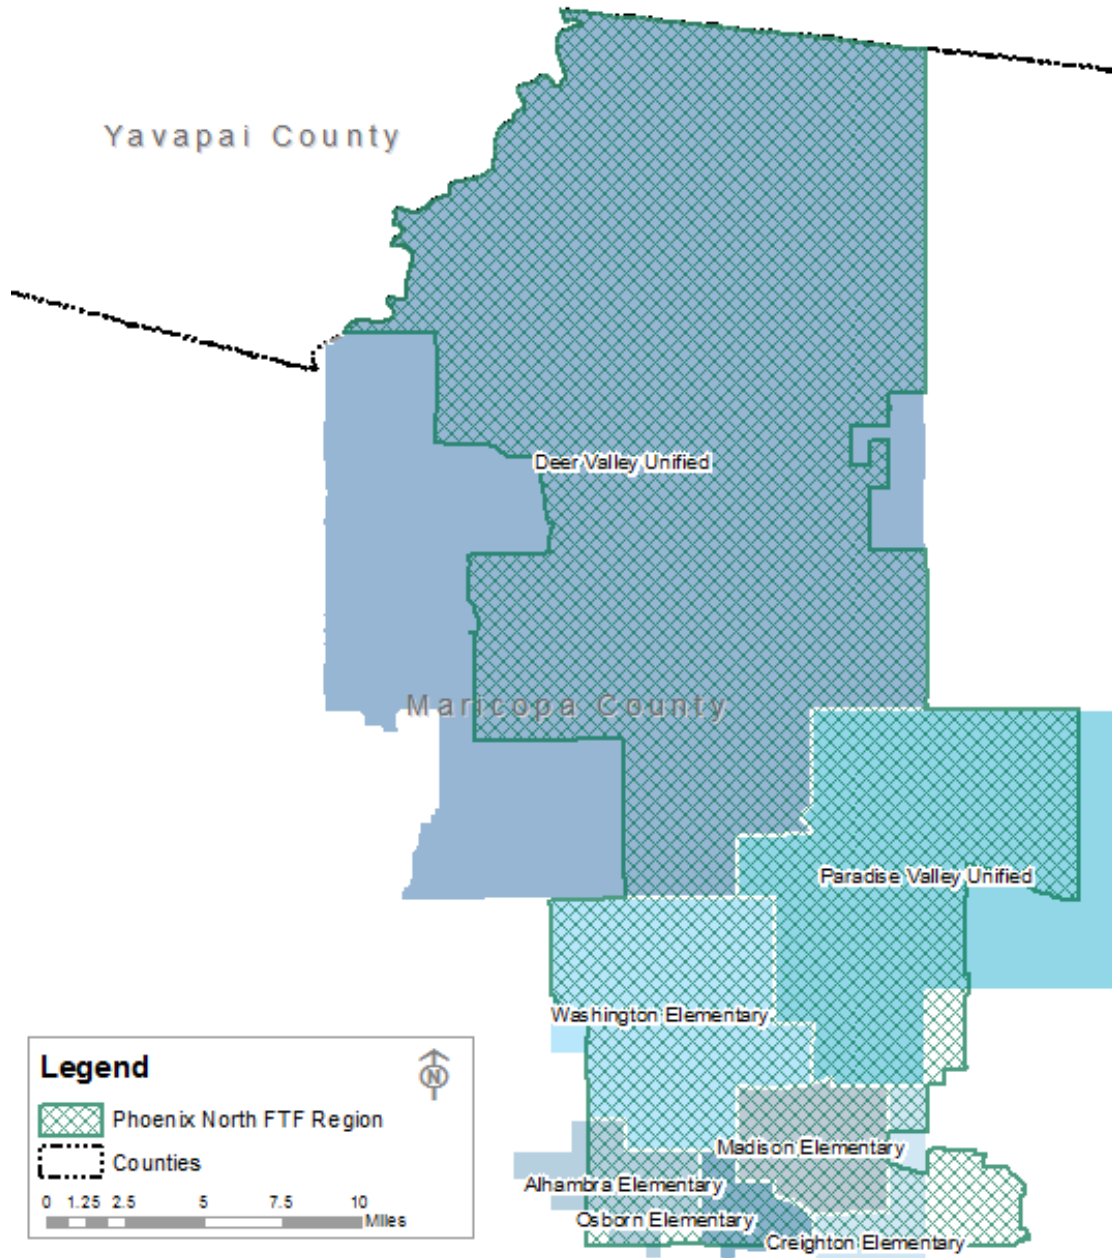 Yavapai County
Deer Valley Unified
Maricopa County
Paradise Valley Unified
Washington Elementary
Madison Elementary
Alhambra Elementary
Osborn Elementary
Creighton Elementary
Legend
N
Phoenix North FTF Region
Counties
0 1.25 2.5 5 7.5 10
Miles